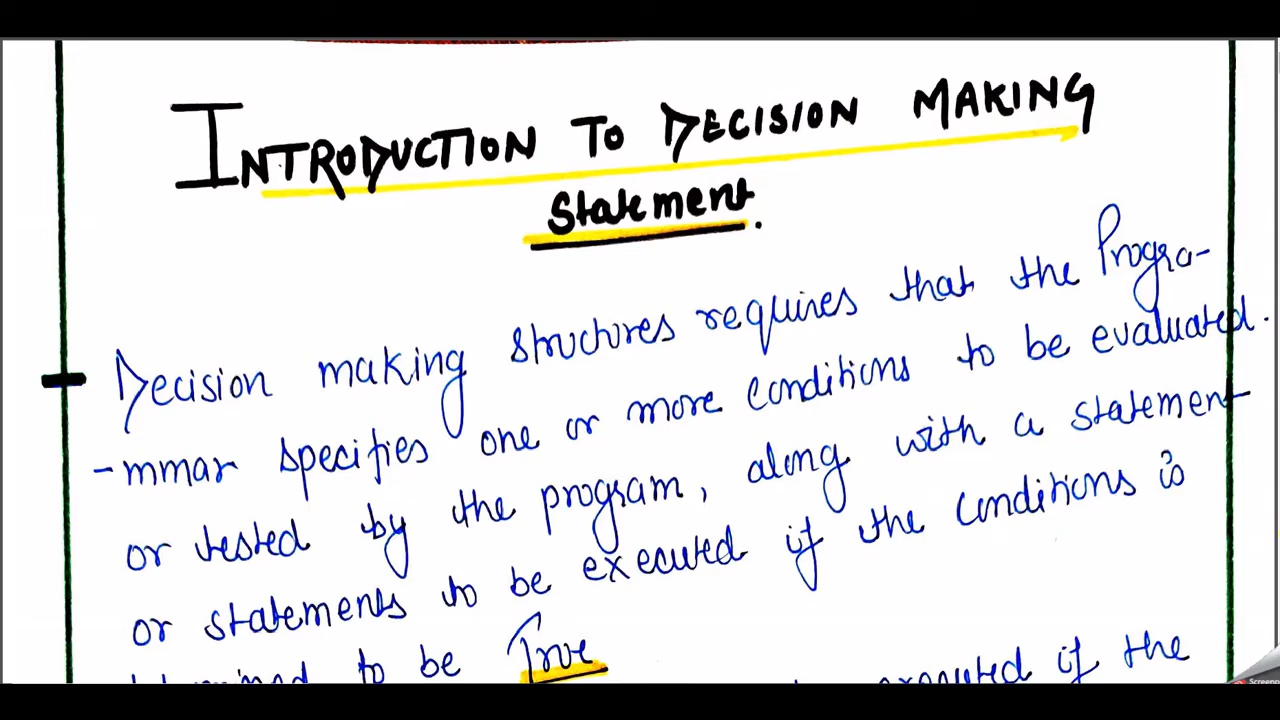 INTRODUCTION TO DECISION MAKING
Statement.
Decision making structures requires that the Progra-
-mmar specifies one or more conditions to be evaluated.
or tested by the program, along with a statement
or statements to be executed if the conditions is
to be True
executed if the